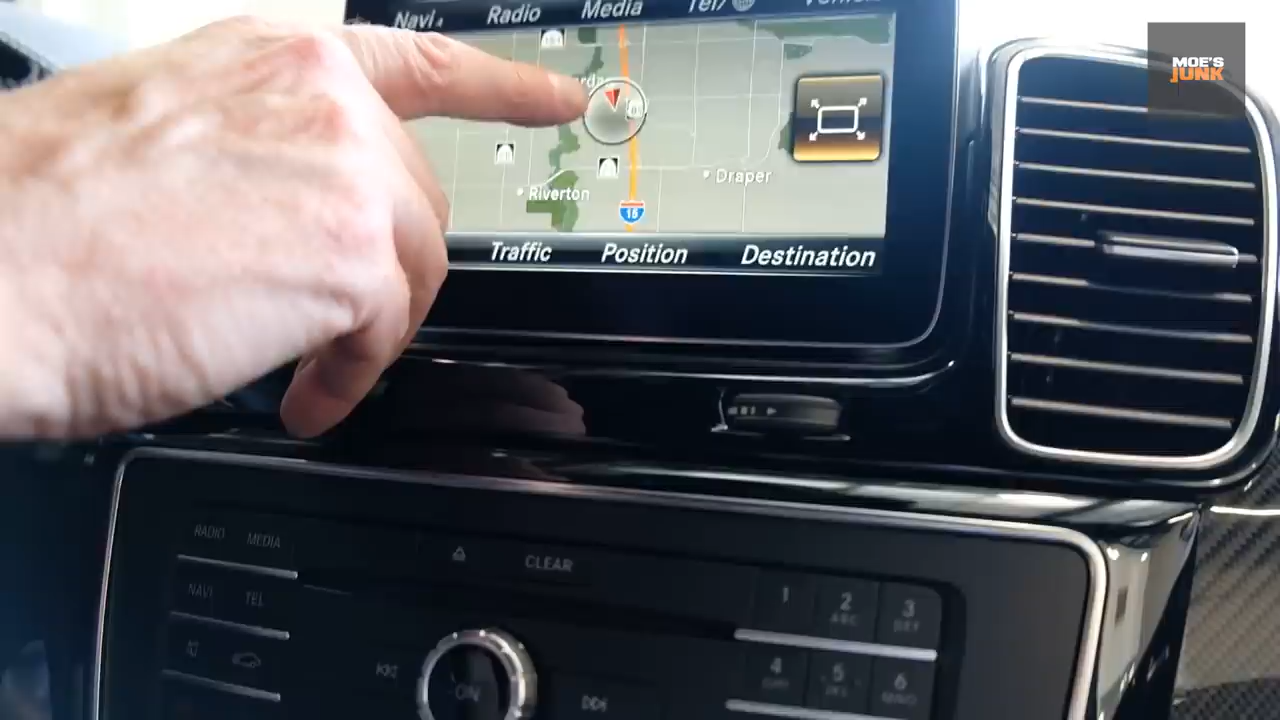 MOE'S
JUNK
Navi Radio Media Tel/
Riverton
Draper
15
Traffic Position Destination
RADIO MEDIA
CLEAR
NAVI TEL
1 2 3
ABC DEF
4 5 6
ON